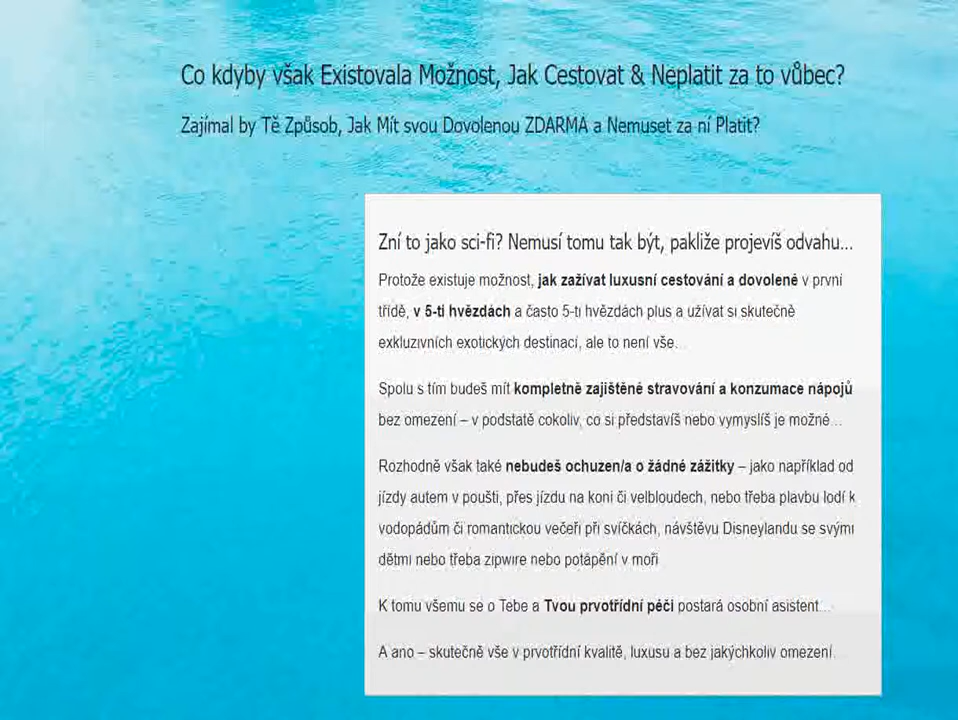 Co kdyby však Existovala Možnost, Jak Cestovat & Neplatit za to vůbec?
Zajímal by Tě Způsob, Jak Mít svou Dovolenou ZDARMA a Nemuset za ní Platit?
Zní to jako sci-fi? Nemusí tomu tak být, pakliže projevíš odvahu...
Protože existuje možnost, jak zažívat luxusní cestování a dovolené v první
třídě, v 5-ti hvězdách a často 5-ti hvězdách plus a užívat si skutečně
exkluzivních exotických destinací, ale to není vše...
Spolu s tím budeš mít kompletně zajištěné stravování a konzumace nápojů
bez omezení – v podstatě cokoliv, co si představíš nebo vymyslíš je možné...
Rozhodně však také nebudeš ochuzen/a o žádné zážitky – jako například od
jízdy autem v poušti, přes jízdu na koni či velbloudech, nebo třeba plavbu lodí k
vodopádům či romantickou večeři při svíčkách, návštěvu Disneylandu se svými
dětmi nebo třeba zipwire nebo potápění v moři
K tomu všemu se o Tebe a Tvou prvotřídní péči postará osobní asistent...
A ano – skutečně vše v prvotřídní kvalitě, luxusu a bez jakýchkoliv omezení...